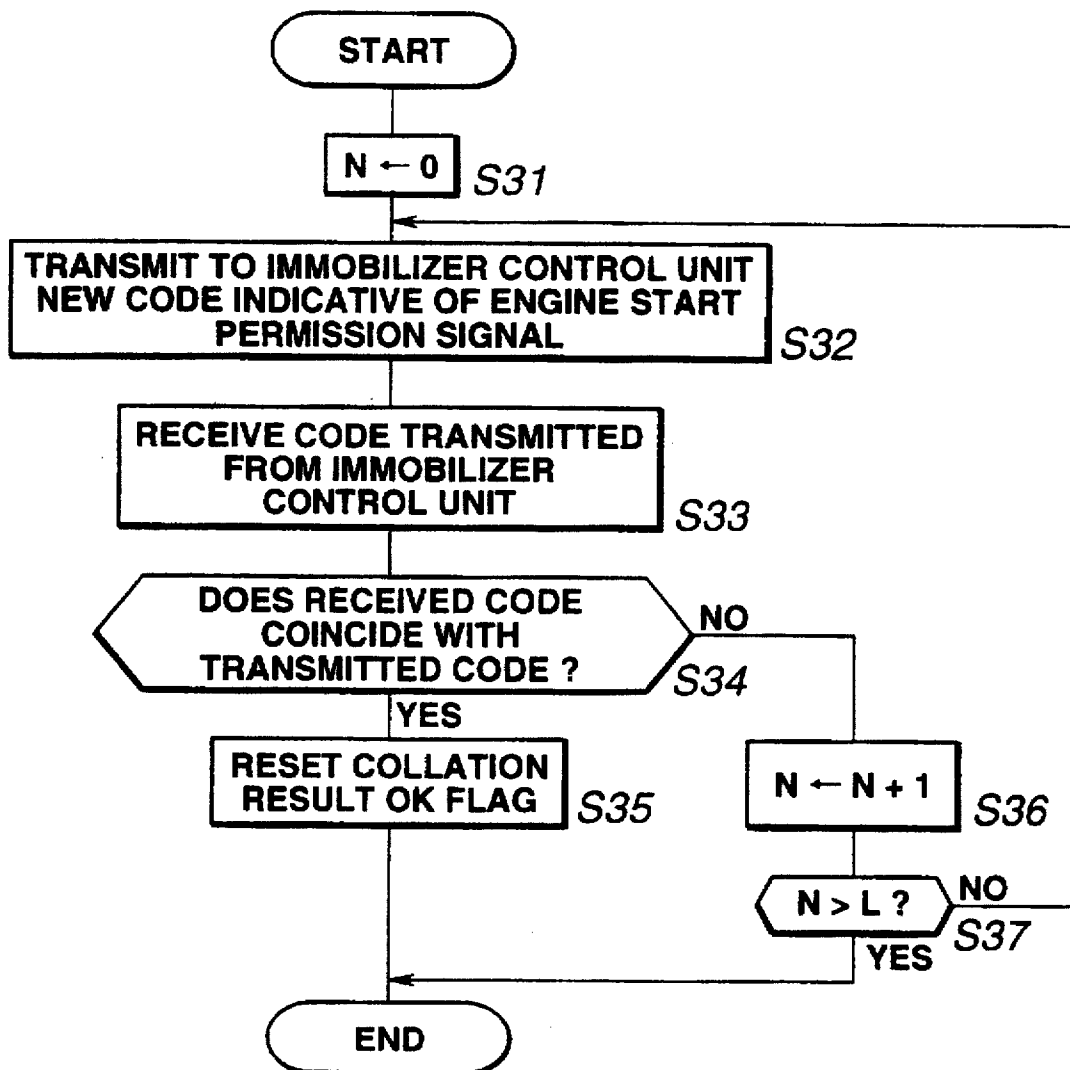 START
N ← 0
S31
TRANSMIT TO IMMOBILIZER CONTROL UNIT
NEW CODE INDICATIVE OF ENGINE START
PERMISSION SIGNAL
S32
RECEIVE CODE TRANSMITTED
FROM IMMOBILIZER
CONTROL UNIT
S33
DOES RECEIVED CODE
COINCIDE WITH
TRANSMITTED CODE ?
NO
S34
YES
RESET COLLATION
RESULT OK FLAG
S35
N ← N + 1
S36
N > L ?
NO
S37
YES
END